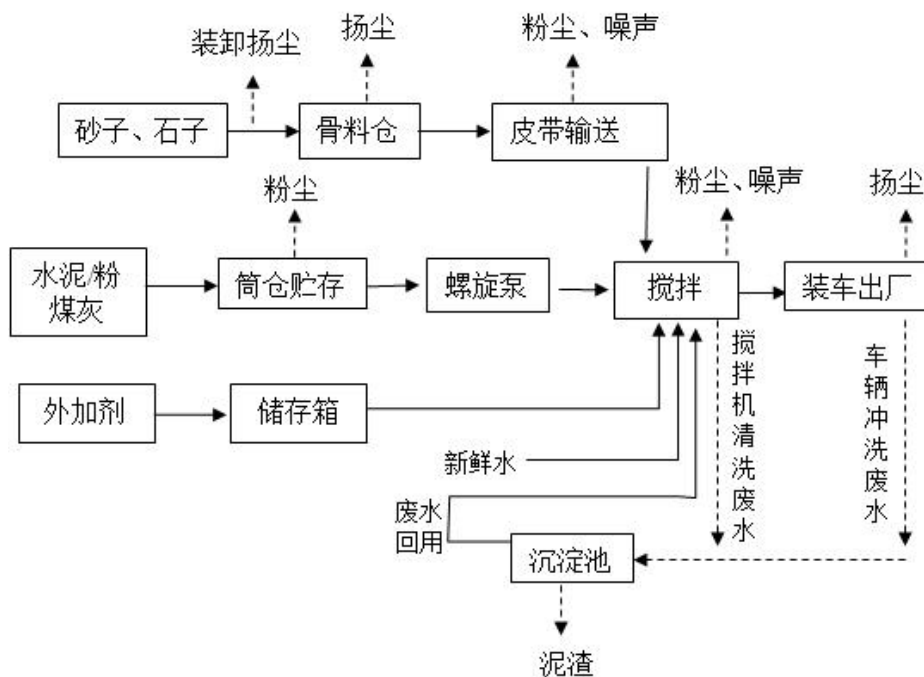 装卸扬尘
扬尘
粉尘、噪声
砂子、石子
骨料仓
皮带输送
粉尘
粉尘、噪声
扬尘
水泥/粉
煤灰
筒仓贮存
螺旋泵
搅拌
装车出厂
外加剂
储存箱
搅拌机清洗废水
车辆冲洗废水
新鲜水
废水
回用
沉淀池
泥渣